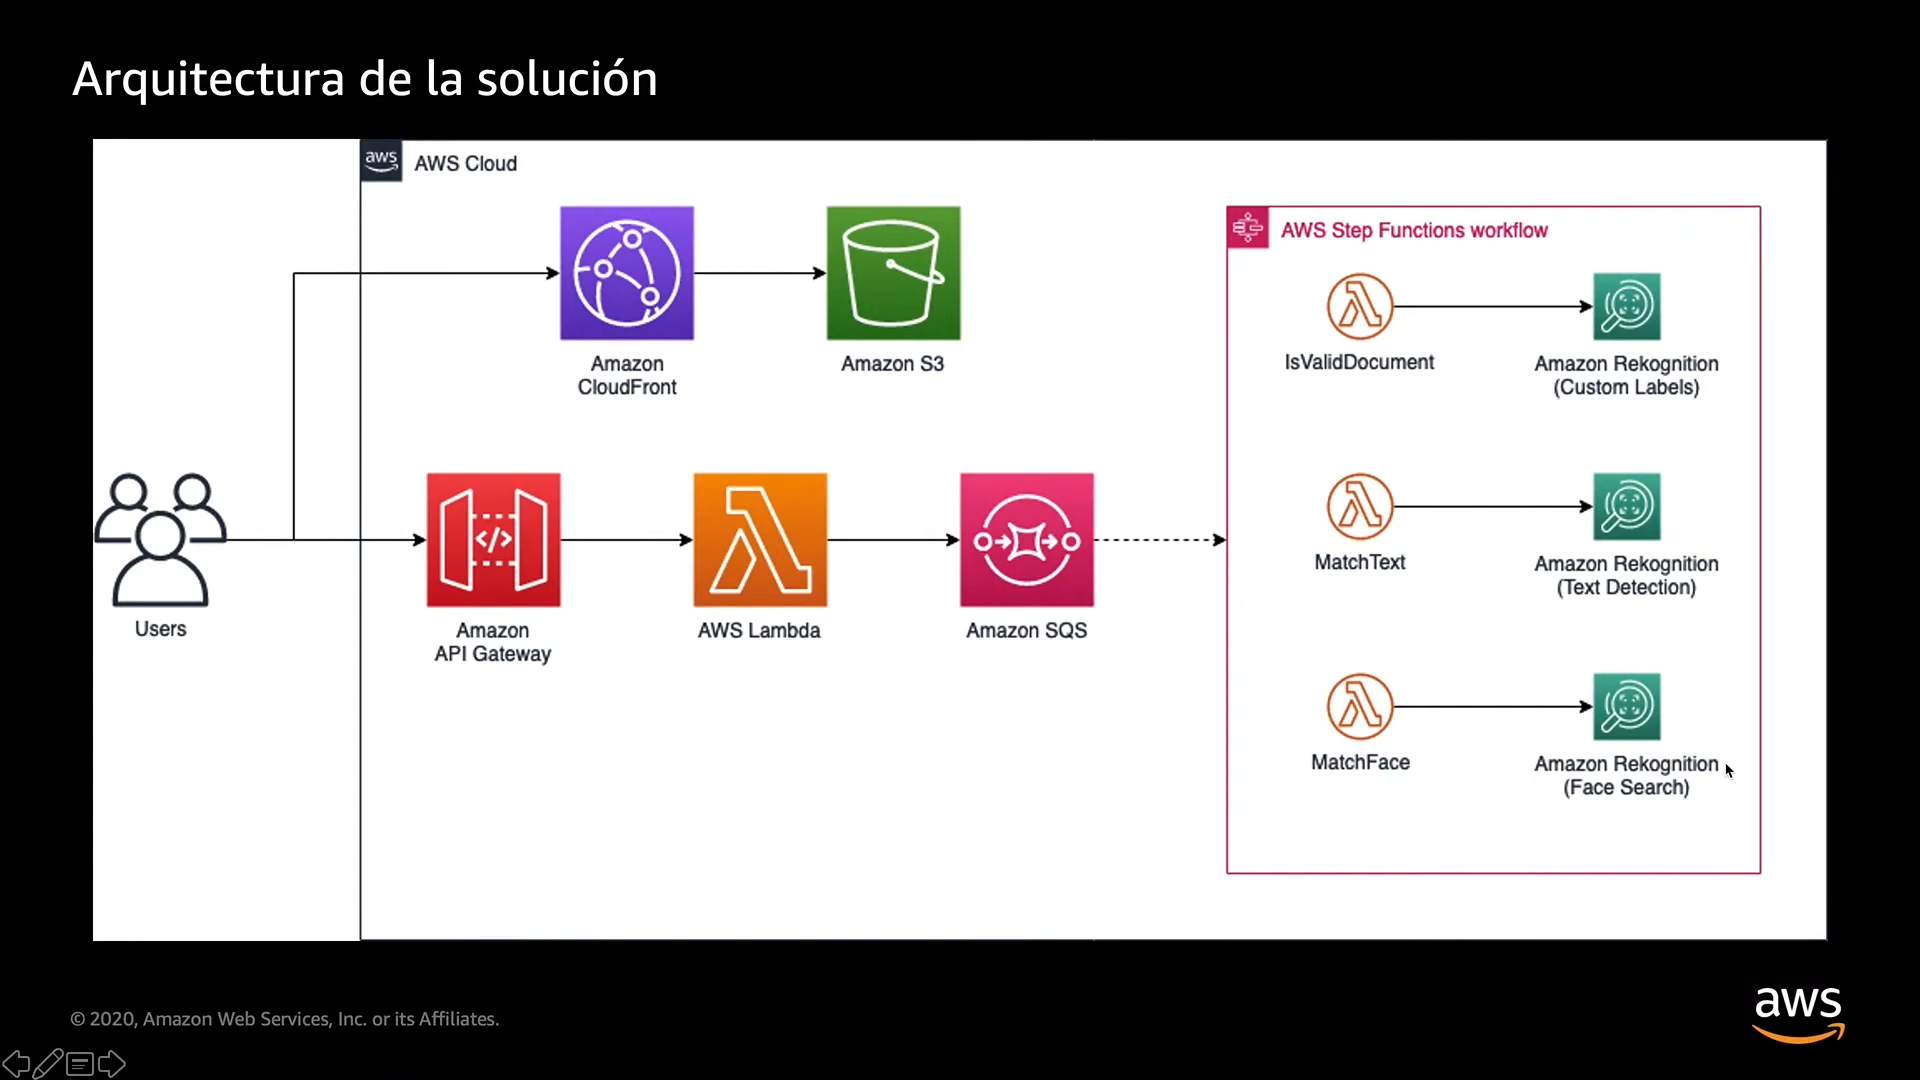 Arquitectura de la solución
aws
AWS Cloud
Amazon
CloudFront
Amazon S3
AWS Step Functions workflow
IsValidDocument
Amazon Rekognition
(Custom Labels)
Users
</>
Amazon
API Gateway
AWS Lambda
Amazon SQS
MatchText
Amazon Rekognition
(Text Detection)
MatchFace
Amazon Rekognition
(Face Search)
© 2020, Amazon Web Services, Inc. or its Affiliates.
aws